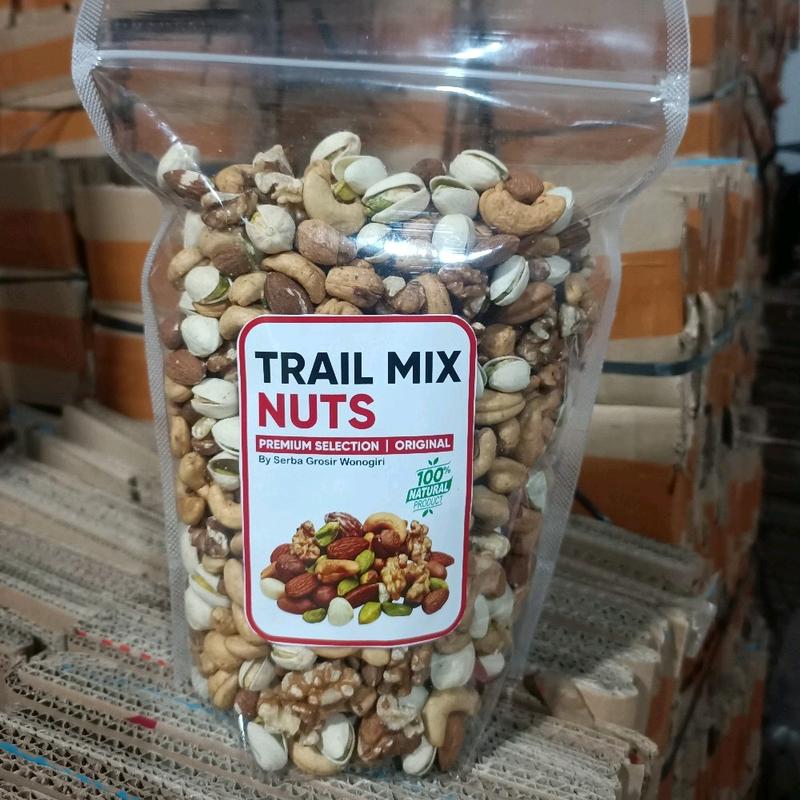 TRAIL MIX
NUTS
PREMIUM SELECTION | ORIGINAL
By Serba Grosir Wonogiri
100%
NATURAL
PRODUCT